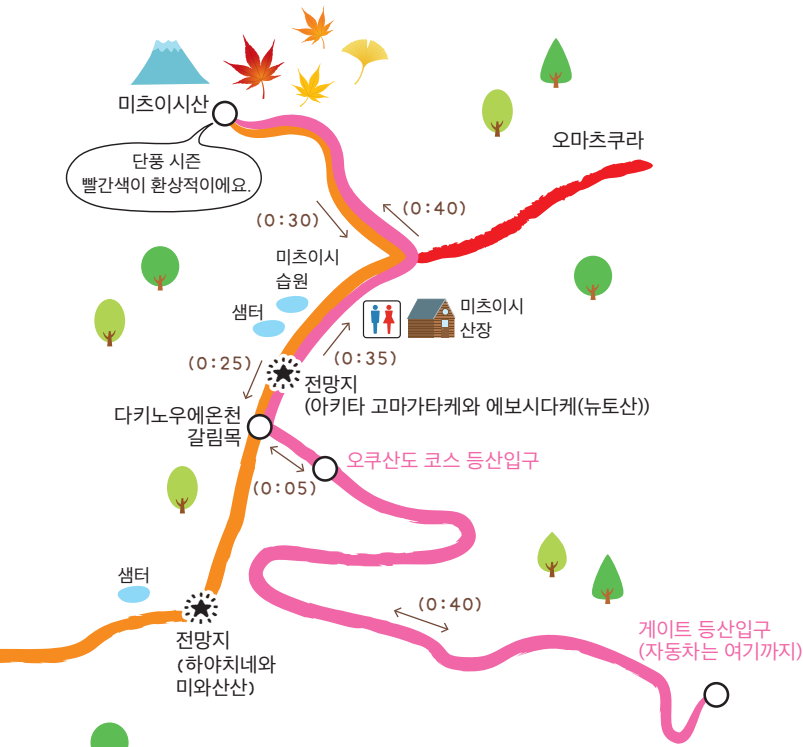 미츠이시산
단풍 시즌
빨간색이 환상적이에요.
오마츠쿠라
(0:30)
(0:40)
미츠이시
습원
샘터
미츠이시
산장
(0:25)
(0:35)
전망지
(아키타 고마가타케와 에보시다케(뉴토산))
다키노우에온천
갈림목
오쿠산도 코스 등산입구
(0:05)
샘터
(0:40)
전망지
(하야치네와
미와산산)
게이트 등산입구
(자동차는 여기까지)